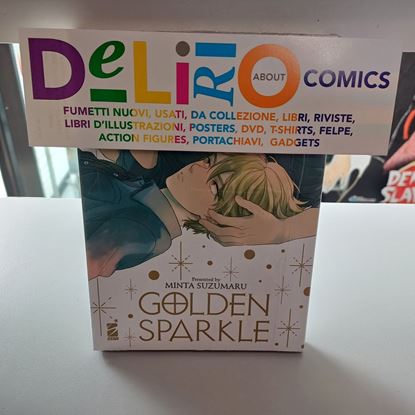 DeLiRiO ABOUT COMICS
FUMETTI NUOVI, USATI, DA COLLEZIONE, LIBRI, RIVISTE,
LIBRI D'ILLUSTRAZIONI, POSTERS, DVD, T-SHIRTS, FELPE,
ACTION FIGURES, PORTACHIAVI, GADGETS
Presented by
MINTA SUZUMARU
GOLDEN
SPARKLE